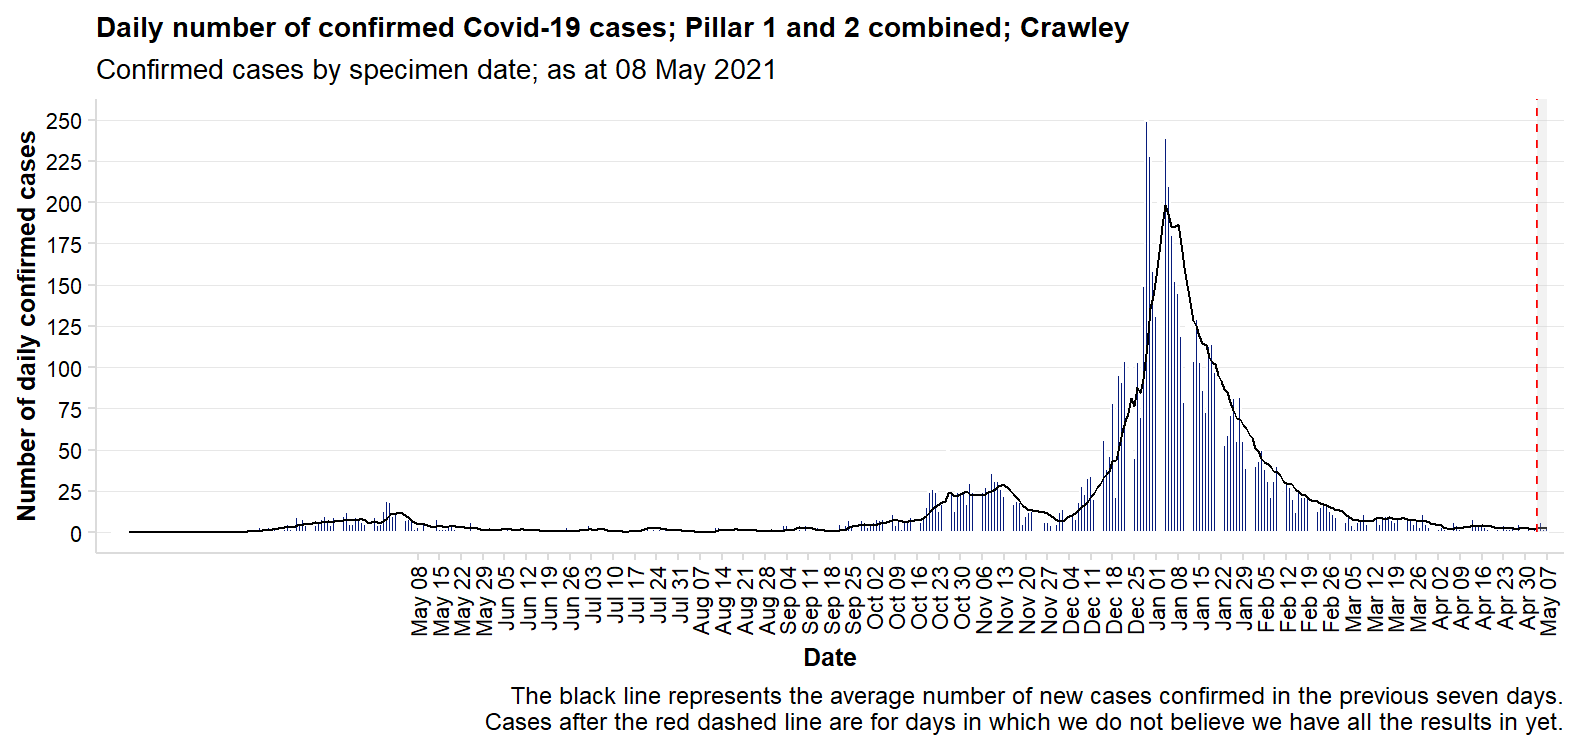 Daily number of confirmed Covid-19 cases; Pillar 1 and 2 combined; Crawley
Confirmed cases by specimen date; as at 08 May 2021
Number of daily confirmed cases
250
225
200
175
150
125
100
75
50
25
0
May 08
May 15
May 22
May 29
Jun 05
Jun 12
Jun 19
Jun 26
Jul 03
Jul 10
Jul 17
Jul 24
Jul 31
Aug 07
Aug 14
Aug 21
Aug 28
Sep 04
Sep 11
Sep 18
Sep 25
Oct 02
Oct 09
Oct 16
Oct 23
Oct 30
Nov 06
Nov 13
Nov 20
Nov 27
Dec 04
Dec 11
Dec 18
Dec 25
Jan 01
Jan 08
Jan 15
Jan 22
Jan 29
Feb 05
Feb 12
Feb 19
Feb 26
Mar 05
Mar 12
Mar 19
Mar 26
Apr 02
Apr 09
Apr 16
Apr 23
Apr 30
May 07
Date
The black line represents the average number of new cases confirmed in the previous seven days.
Cases after the red dashed line are for days in which we do not believe we have all the results in yet.